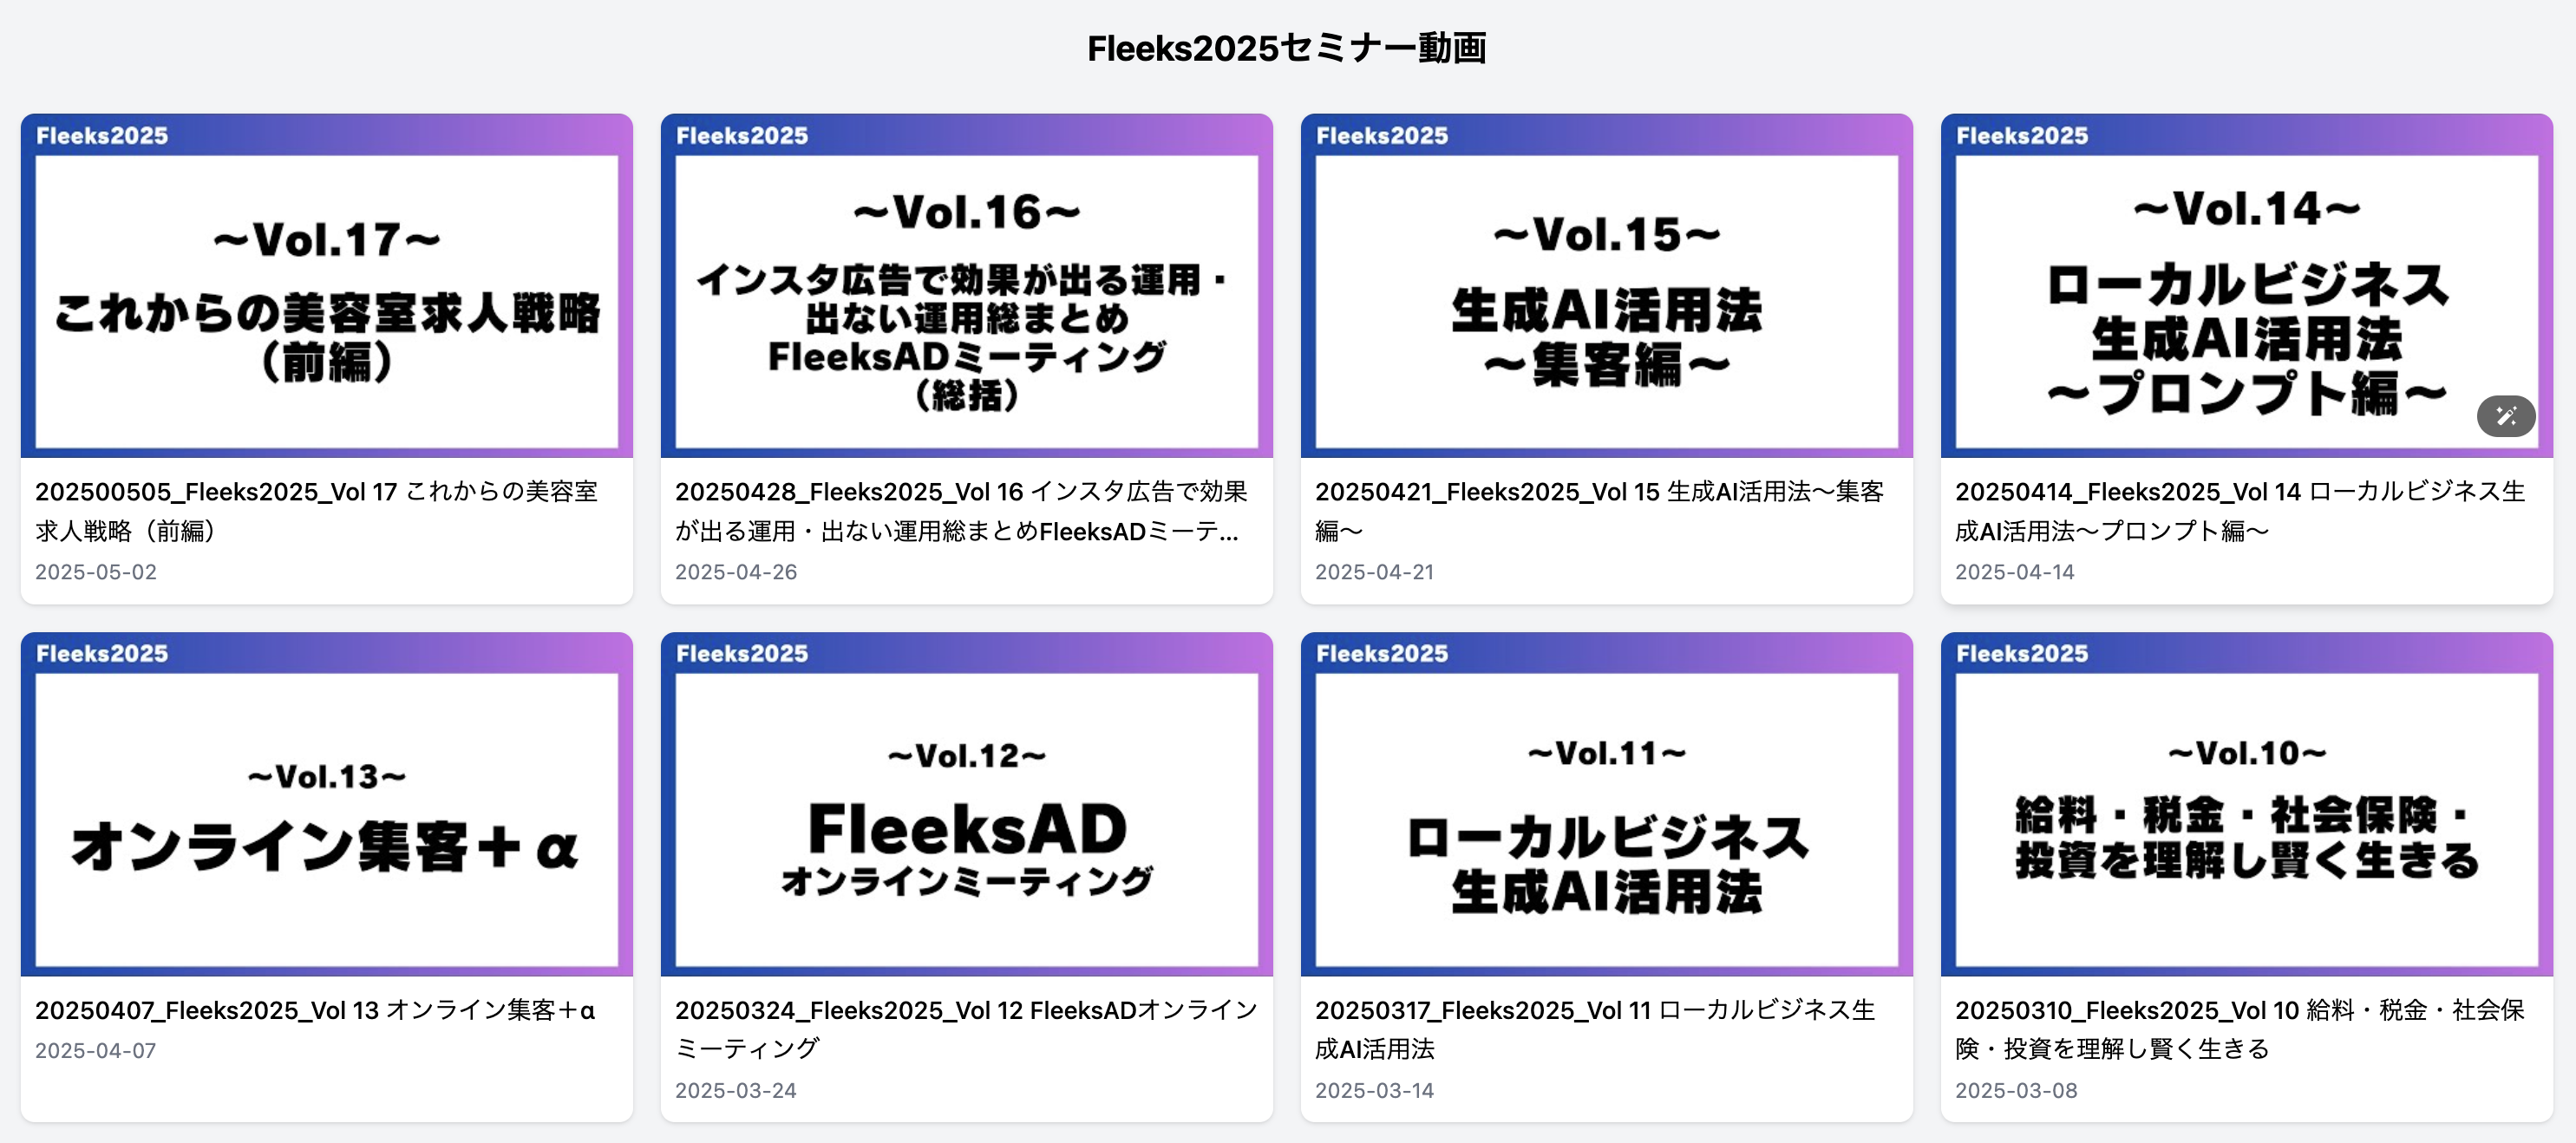 Fleeks2025セミナー動画
Fleeks2025
〜Vol.17〜
これからの美容室求人戦略
（前編）
202500505_Fleeks2025_Vol 17 これからの美容室
求人戦略（前編）
2025-05-02
Fleeks2025
〜Vol.16〜
インスタ広告で効果が出る運用・
出ない運用総まとめ
FleeksADミーティング
（総括）
20250428_Fleeks2025_Vol 16 インスタ広告で効果
が出る運用・出ない運用総まとめFleeksADミーテ...
2025-04-26
Fleeks2025
〜Vol.15〜
生成AI活用法
〜集客編〜
20250421_Fleeks2025_Vol 15 生成AI活用法〜集客
編〜
2025-04-21
Fleeks2025
〜Vol.14〜
ローカルビジネス
生成AI活用法
〜プロンプト編〜
20250414_Fleeks2025_Vol 14 ローカルビジネス生
成AI活用法〜プロンプト編〜
2025-04-14
Fleeks2025
〜Vol.13〜
オンライン集客＋α
20250407_Fleeks2025_Vol 13 オンライン集客＋α
2025-04-07
Fleeks2025
〜Vol.12〜
FleeksAD
オンラインミーティング
20250324_Fleeks2025_Vol 12 FleeksADオンライン
ミーティング
2025-03-24
Fleeks2025
〜Vol.11〜
ローカルビジネス
生成AI活用法
20250317_Fleeks2025_Vol 11 ローカルビジネス生
成AI活用法
2025-03-14
Fleeks2025
〜Vol.10〜
給料・税金・社会保険・
投資を理解し賢く生きる
20250310_Fleeks2025_Vol 10 給料・税金・社会保
険・投資を理解し賢く生きる
2025-03-08